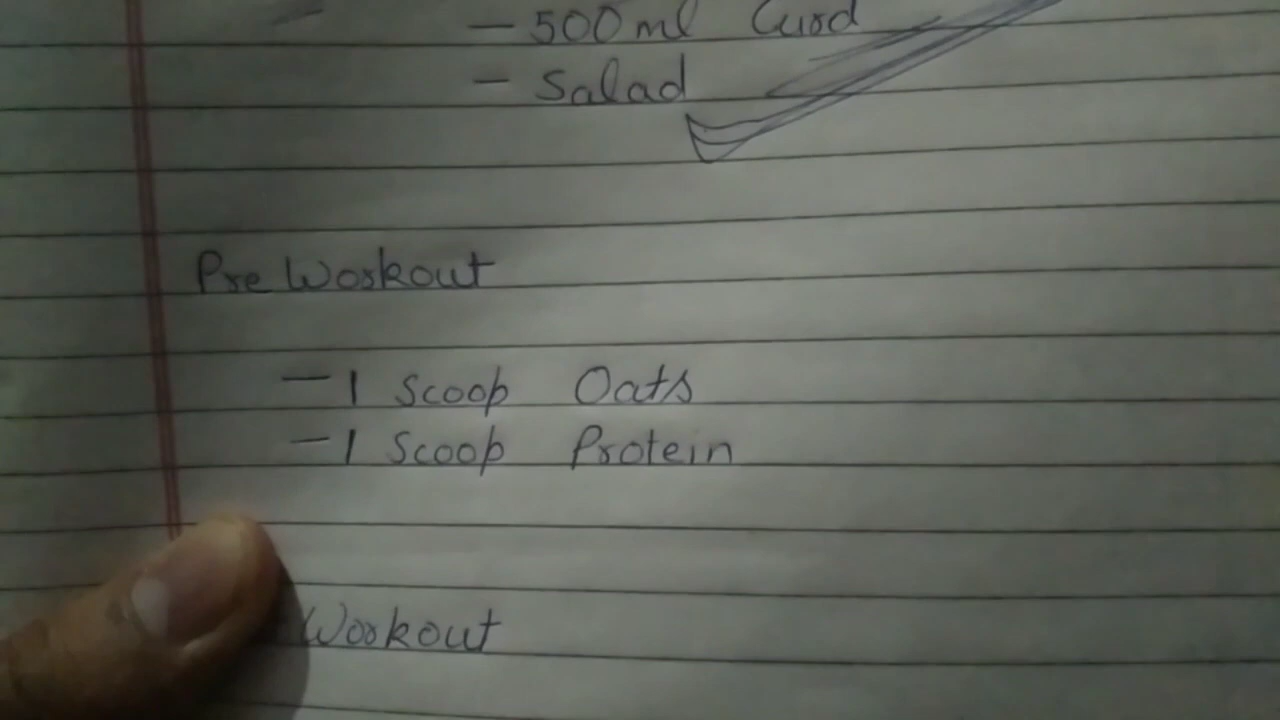 - 500ml Curd
- Salad
Pre Workout
- 1 Scoop Oats
- 1 Scoop Protein
Workout